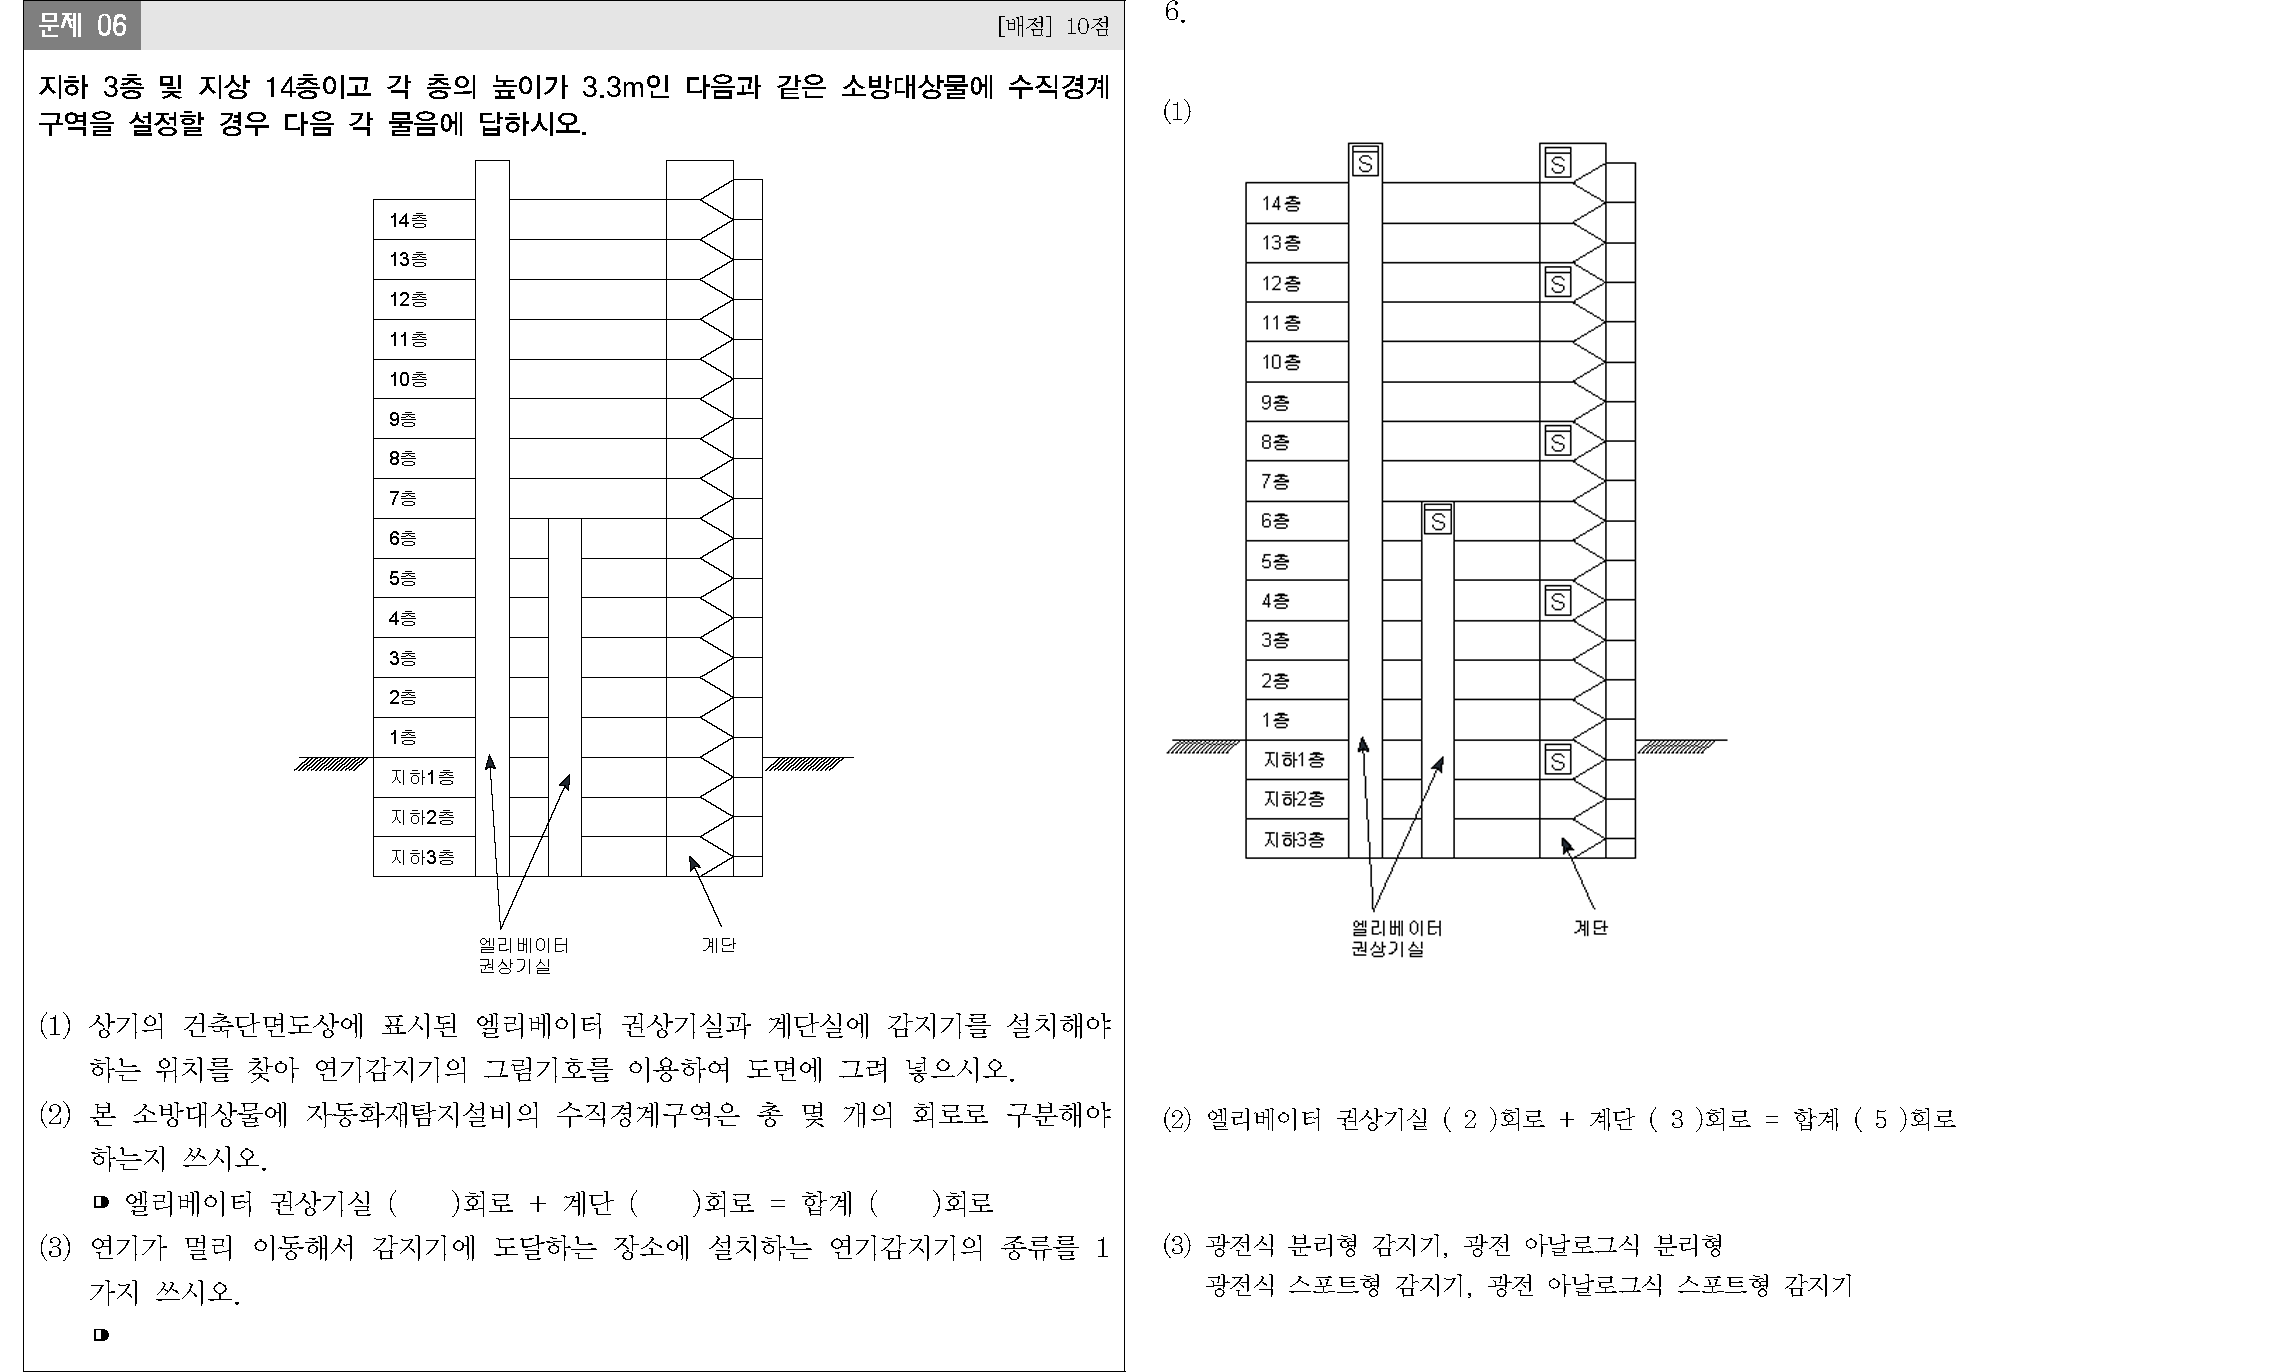 문제 06
[배점] 10점
지하 3층 및 지상 14층이고 각 층의 높이가 3.3m인 다음과 같은 소방대상물에 수직경계
구역을 설정할 경우 다음 각 물음에 답하시오.
14층
13층
12층
11층
10층
9층
8층
7층
6층
5층
4층
3층
2층
1층
지하1층
지하2층
지하3층
엘리베이터
권상기실
계단
(1) 상기의 건축단면도상에 표시된 엘리베이터 권상기실과 계단실에 감지기를 설치해야
하는 위치를 찾아 연기감지기의 그림기호를 이용하여 도면에 그려 넣으시오.
(2) 본 소방대상물에 자동화재탐지설비의 수직경계구역은 총 몇 개의 회로로 구분해야
하는지 쓰시오.
엘리베이터 권상기실 ( )회로 + 계단 ( )회로 = 합계 ( )회로
(3) 연기가 멀리 이동해서 감지기에 도달하는 장소에 설치하는 연기감지기의 종류를 1
가지 쓰시오.
6.
(1)
S S
14층
13층
12층 S
11층
10층
9층
8층 S
7층
6층 S
5층
4층 S
3층
2층
1층
지하1층 S
지하2층
지하3층
엘리베이터
권상기실
계단
(2) 엘리베이터 권상기실 ( 2 )회로 + 계단 ( 3 )회로 = 합계 ( 5 )회로
(3) 광전식 분리형 감지기, 광전 아날로그식 분리형
광전식 스포트형 감지기, 광전 아날로그식 스포트형 감지기